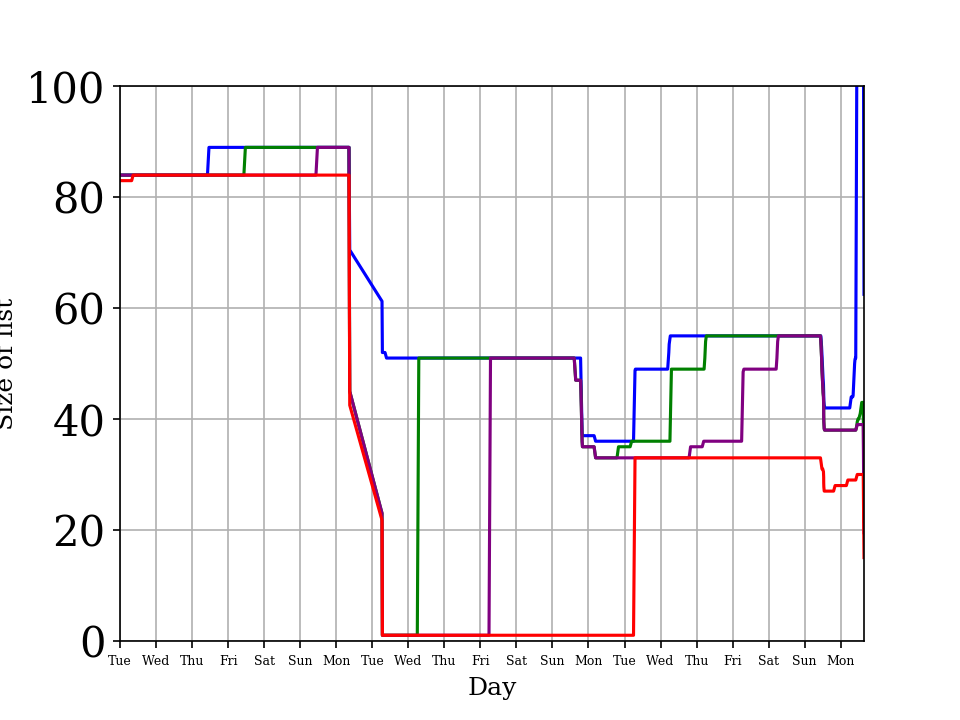 100
80
60
40
20
0
Size of list
Tue Wed Thu Fri Sat Sun Mon Tue Wed Thu Fri Sat Sun Mon Tue Wed Thu Fri Sat Sun Mon
Day